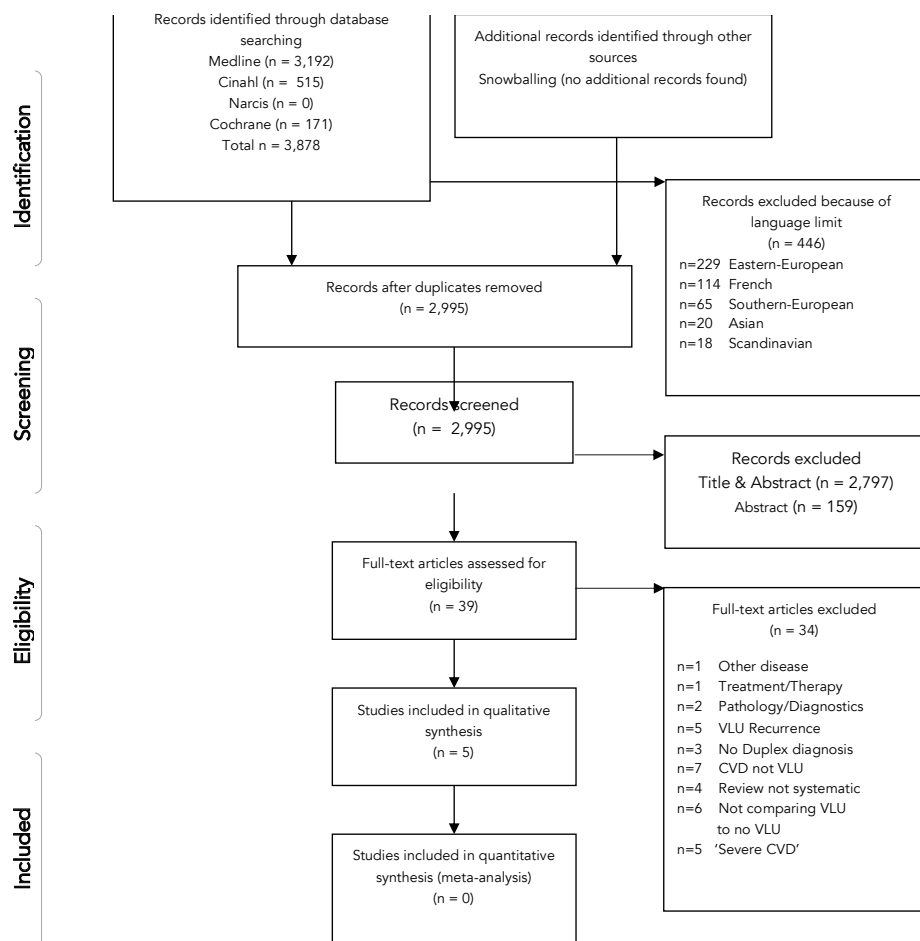 Records identified through database
searching
Medline (n = 3,192)
Cinahl (n = 515)
Narcis (n = 0)
Cochrane (n = 171)
Total n = 3,878
Additional records identified through other
sources
Snowballing (no additional records found)
Identification
Records excluded because of
language limit
(n = 446)
n=229 Eastern-European
n=114 French
n=65 Southern-European
n=20 Asian
n=18 Scandinavian
Records after duplicates removed
(n = 2,995)
Screening
Records screened
(n = 2,995)
Records excluded
Title & Abstract (n = 2,797)
Abstract (n = 159)
Eligibility
Full-text articles assessed for
eligibility
(n = 39)
Full-text articles excluded
(n = 34)
n=1 Other disease
n=1 Treatment/Therapy
n=2 Pathology/Diagnostics
n=5 VLU Recurrence
n=3 No Duplex diagnosis
n=7 CVD not VLU
n=4 Review not systematic
n=6 Not comparing VLU
to no VLU
n=5 ‘Severe CVD’
Studies included in qualitative
synthesis
(n = 5)
Included
Studies included in quantitative
synthesis (meta-analysis)
(n = 0)